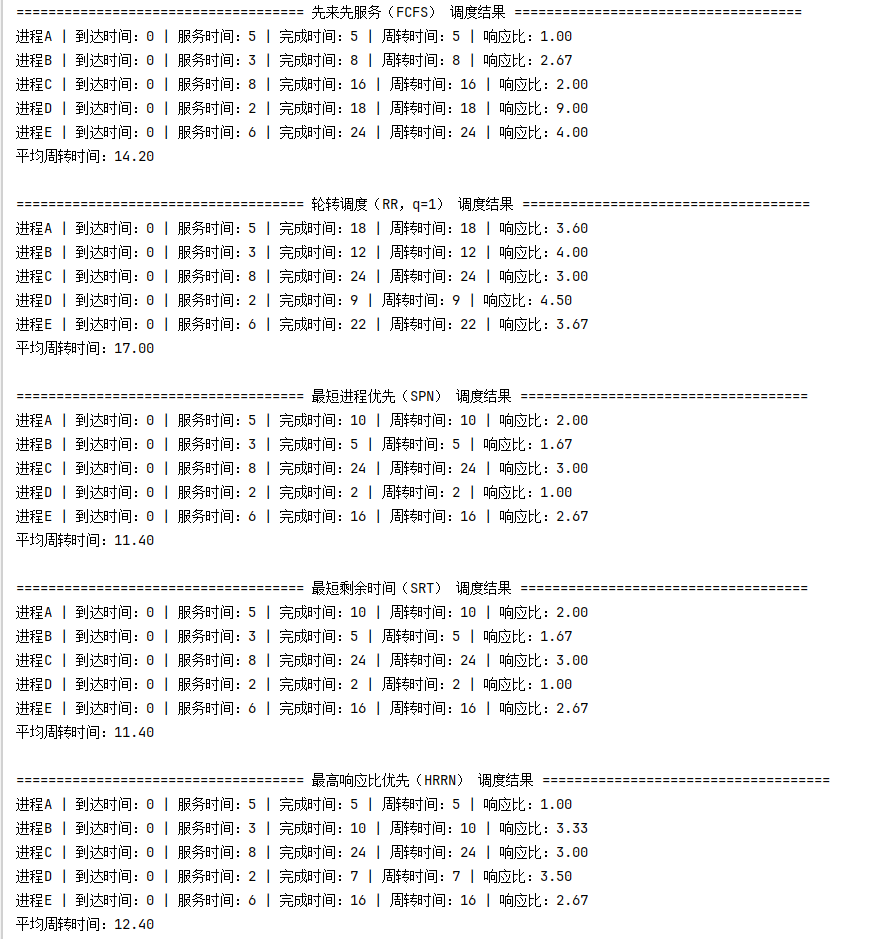 ==================================== 先来先服务（FCFS） 调度结果 ====================================
进程A | 到达时间：0 | 服务时间：5 | 完成时间：5 | 周转时间：5 | 响应比：1.00
进程B | 到达时间：0 | 服务时间：3 | 完成时间：8 | 周转时间：8 | 响应比：2.67
进程C | 到达时间：0 | 服务时间：8 | 完成时间：16 | 周转时间：16 | 响应比：2.00
进程D | 到达时间：0 | 服务时间：2 | 完成时间：18 | 周转时间：18 | 响应比：9.00
进程E | 到达时间：0 | 服务时间：6 | 完成时间：24 | 周转时间：24 | 响应比：4.00
平均周转时间：14.20
==================================== 轮转调度（RR，q=1） 调度结果 ====================================
进程A | 到达时间：0 | 服务时间：5 | 完成时间：18 | 周转时间：18 | 响应比：3.60
进程B | 到达时间：0 | 服务时间：3 | 完成时间：12 | 周转时间：12 | 响应比：4.00
进程C | 到达时间：0 | 服务时间：8 | 完成时间：24 | 周转时间：24 | 响应比：3.00
进程D | 到达时间：0 | 服务时间：2 | 完成时间：9 | 周转时间：9 | 响应比：4.50
进程E | 到达时间：0 | 服务时间：6 | 完成时间：22 | 周转时间：22 | 响应比：3.67
平均周转时间：17.00
==================================== 最短进程优先（SPN） 调度结果 ====================================
进程A | 到达时间：0 | 服务时间：5 | 完成时间：10 | 周转时间：10 | 响应比：2.00
进程B | 到达时间：0 | 服务时间：3 | 完成时间：5 | 周转时间：5 | 响应比：1.67
进程C | 到达时间：0 | 服务时间：8 | 完成时间：24 | 周转时间：24 | 响应比：3.00
进程D | 到达时间：0 | 服务时间：2 | 完成时间：2 | 周转时间：2 | 响应比：1.00
进程E | 到达时间：0 | 服务时间：6 | 完成时间：16 | 周转时间：16 | 响应比：2.67
平均周转时间：11.40
==================================== 最短剩余时间（SRT） 调度结果 ====================================
进程A | 到达时间：0 | 服务时间：5 | 完成时间：10 | 周转时间：10 | 响应比：2.00
进程B | 到达时间：0 | 服务时间：3 | 完成时间：5 | 周转时间：5 | 响应比：1.67
进程C | 到达时间：0 | 服务时间：8 | 完成时间：24 | 周转时间：24 | 响应比：3.00
进程D | 到达时间：0 | 服务时间：2 | 完成时间：2 | 周转时间：2 | 响应比：1.00
进程E | 到达时间：0 | 服务时间：6 | 完成时间：16 | 周转时间：16 | 响应比：2.67
平均周转时间：11.40
==================================== 最高响应比优先（HRRN） 调度结果 ====================================
进程A | 到达时间：0 | 服务时间：5 | 完成时间：5 | 周转时间：5 | 响应比：1.00
进程B | 到达时间：0 | 服务时间：3 | 完成时间：10 | 周转时间：10 | 响应比：3.33
进程C | 到达时间：0 | 服务时间：8 | 完成时间：24 | 周转时间：24 | 响应比：3.00
进程D | 到达时间：0 | 服务时间：2 | 完成时间：7 | 周转时间：7 | 响应比：3.50
进程E | 到达时间：0 | 服务时间：6 | 完成时间：16 | 周转时间：16 | 响应比：2.67
平均周转时间：12.40